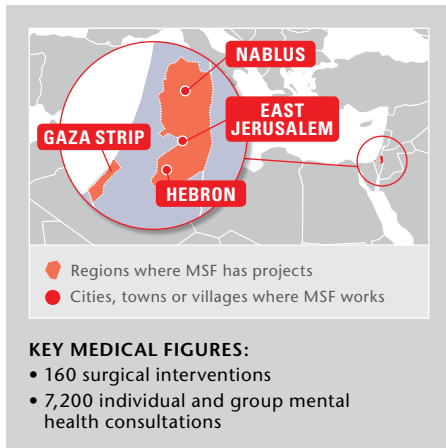 NABLUS
EAST
JERUSALEM
GAZA STRIP
HEBRON
Regions where MSF has projects
Cities, towns or villages where MSF works
KEY MEDICAL FIGURES:
• 160 surgical interventions
• 7,200 individual and group mental
health consultations